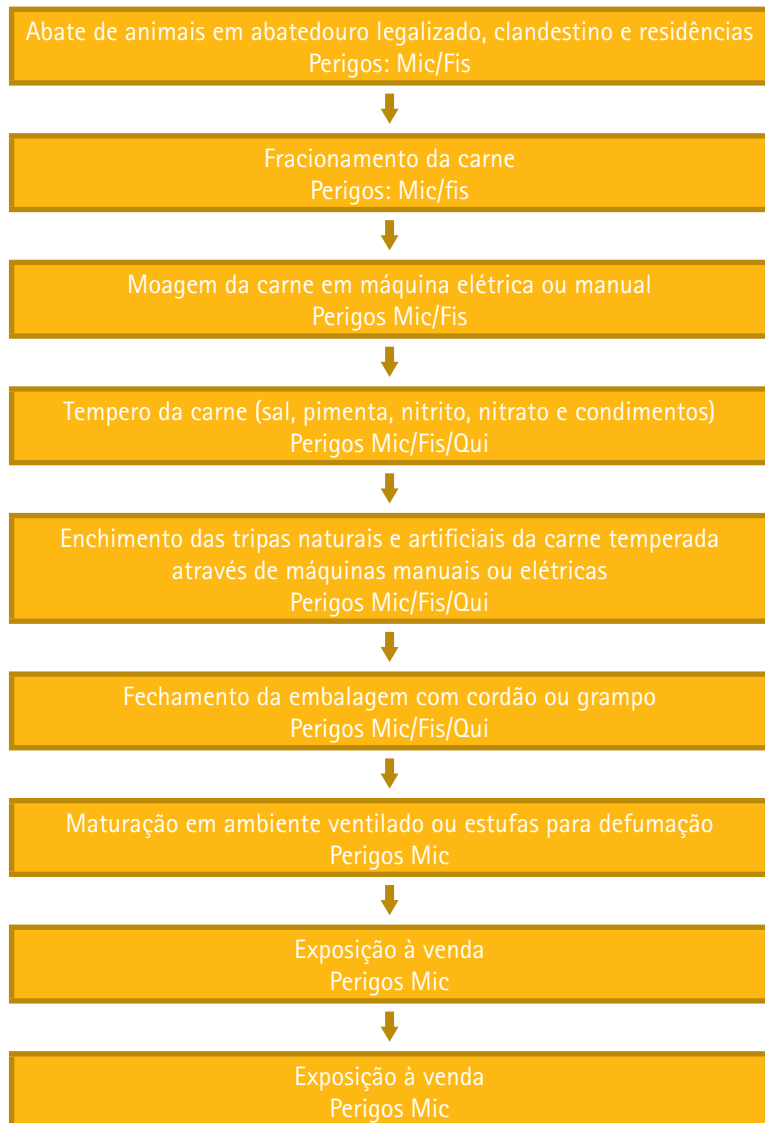 Abate de animais em abatedouro legalizado, clandestino e residências
Perigos: Mic/Fis
Fracionamento da carne
Perigos: Mic/fis
Moagem da carne em máquina elétrica ou manual
Perigos Mic/Fis
Tempero da carne (sal, pimenta, nitrito, nitrato e condimentos)
Perigos Mic/Fis/Qui
Enchimento das tripas naturais e artificiais da carne temperada
através de máquinas manuais ou elétricas
Perigos Mic/Fis/Qui
Fechamento da embalagem com cordão ou grampo
Perigos Mic/Fis/Qui
Maturação em ambiente ventilado ou estufas para defumação
Perigos Mic
Exposição à venda
Perigos Mic
Exposição à venda
Perigos Mic